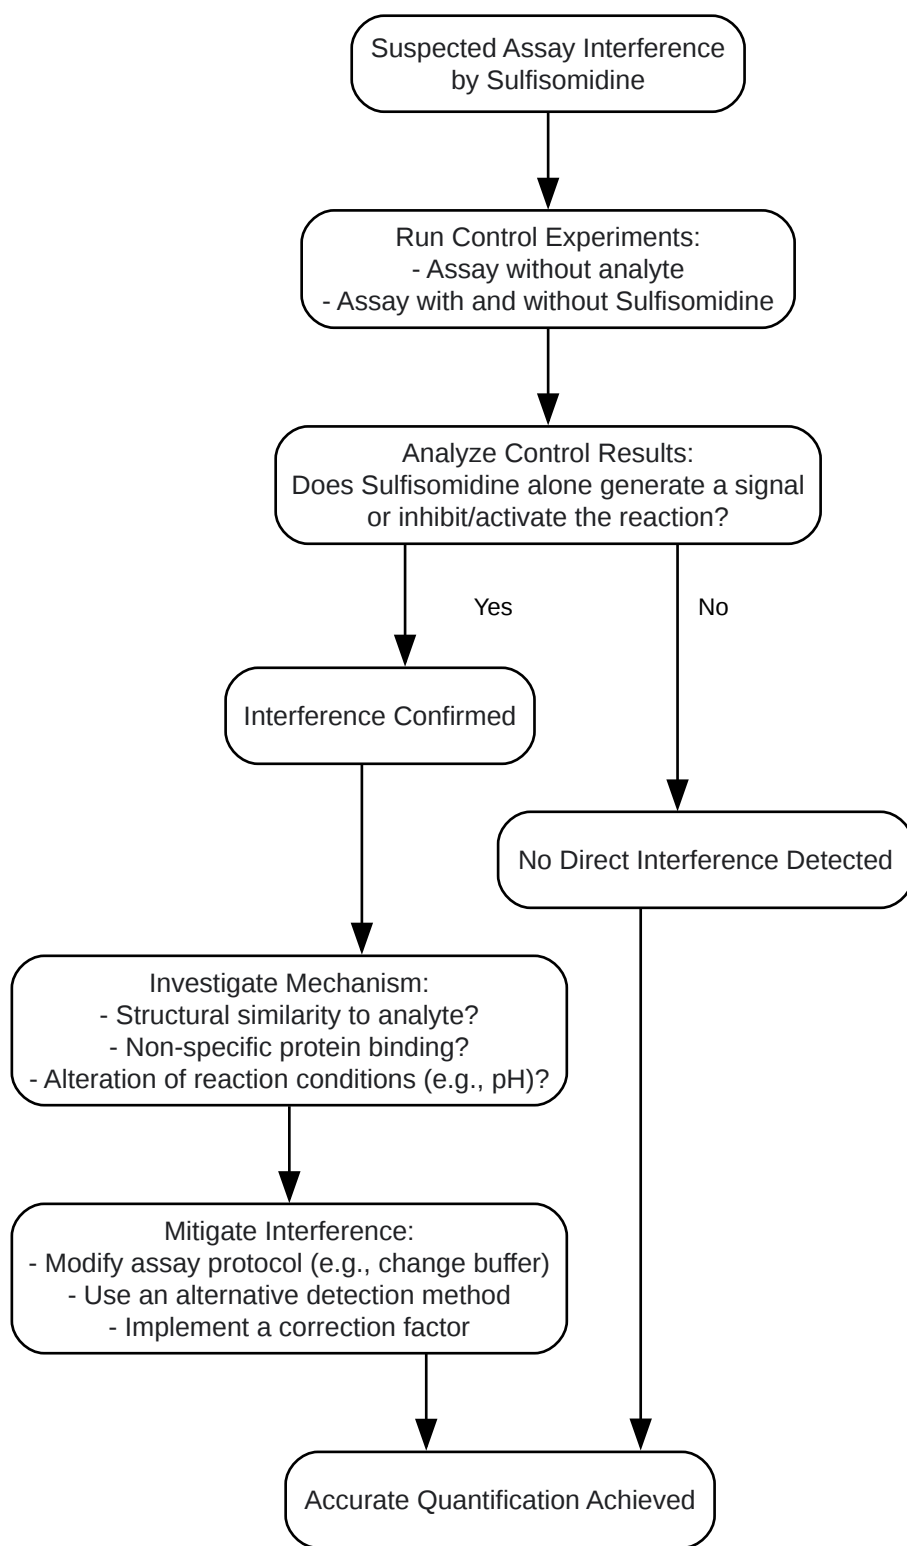 Suspected Assay Interference
by Sulfisomidine
Run Control Experiments:
- Assay without analyte
- Assay with and without Sulfisomidine
Analyze Control Results:
Does Sulfisomidine alone generate a signal
or inhibit/activate the reaction?
Yes
No
Interference Confirmed
No Direct Interference Detected
Investigate Mechanism:
- Structural similarity to analyte?
- Non-specific protein binding?
- Alteration of reaction conditions (e.g., pH)?
Mitigate Interference:
- Modify assay protocol (e.g., change buffer)
- Use an alternative detection method
- Implement a correction factor
Accurate Quantification Achieved